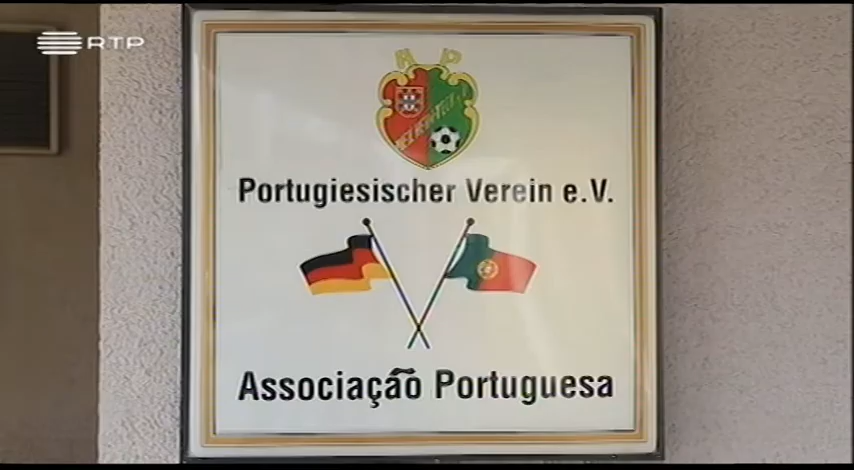 RTP
A P
Portugiesischer Verein e.V.
Associação Portuguesa